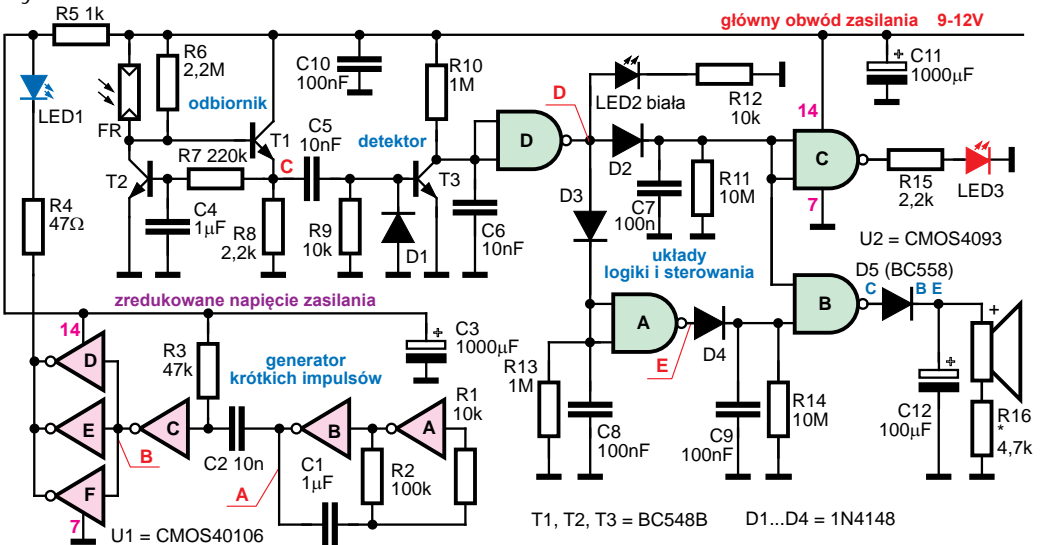 R5 1k
główny obwód zasilania 9-12V
R6
2,2M
C10
100nF
R10
1M
LED2 biała
R12
10k
C11
1000µF
+
LED1
FR
odbiornik
T1
C5
10nF
detektor
D
D
14
C
R15
2,2k
LED3
R7 220k
C
T2
T3
D2
C4
1µF
R8
2,2k
R9
10k
D1
C6
10nF
D3
C7
100n
R11
10M
7
U2 = CMOS4093
R4
47Ω
układy
logiki i sterowania
D5 (BC558)
C B E
zredukowane napięcie zasilania
14
D
R3
47k
generator
krótkich impulsów
C3
1000µF
+
A
E
D4
B
+
R13
1M
R1
10k
E
C
B
A
B
C2 10n
A
C1
1µF
R2
100k
C8
100nF
C9
100nF
R14
10M
C12
100µF
+
R16
*
4,7k
F
7
U1 = CMOS40106
T1, T2, T3 = BC548B
D1...D4 = 1N4148